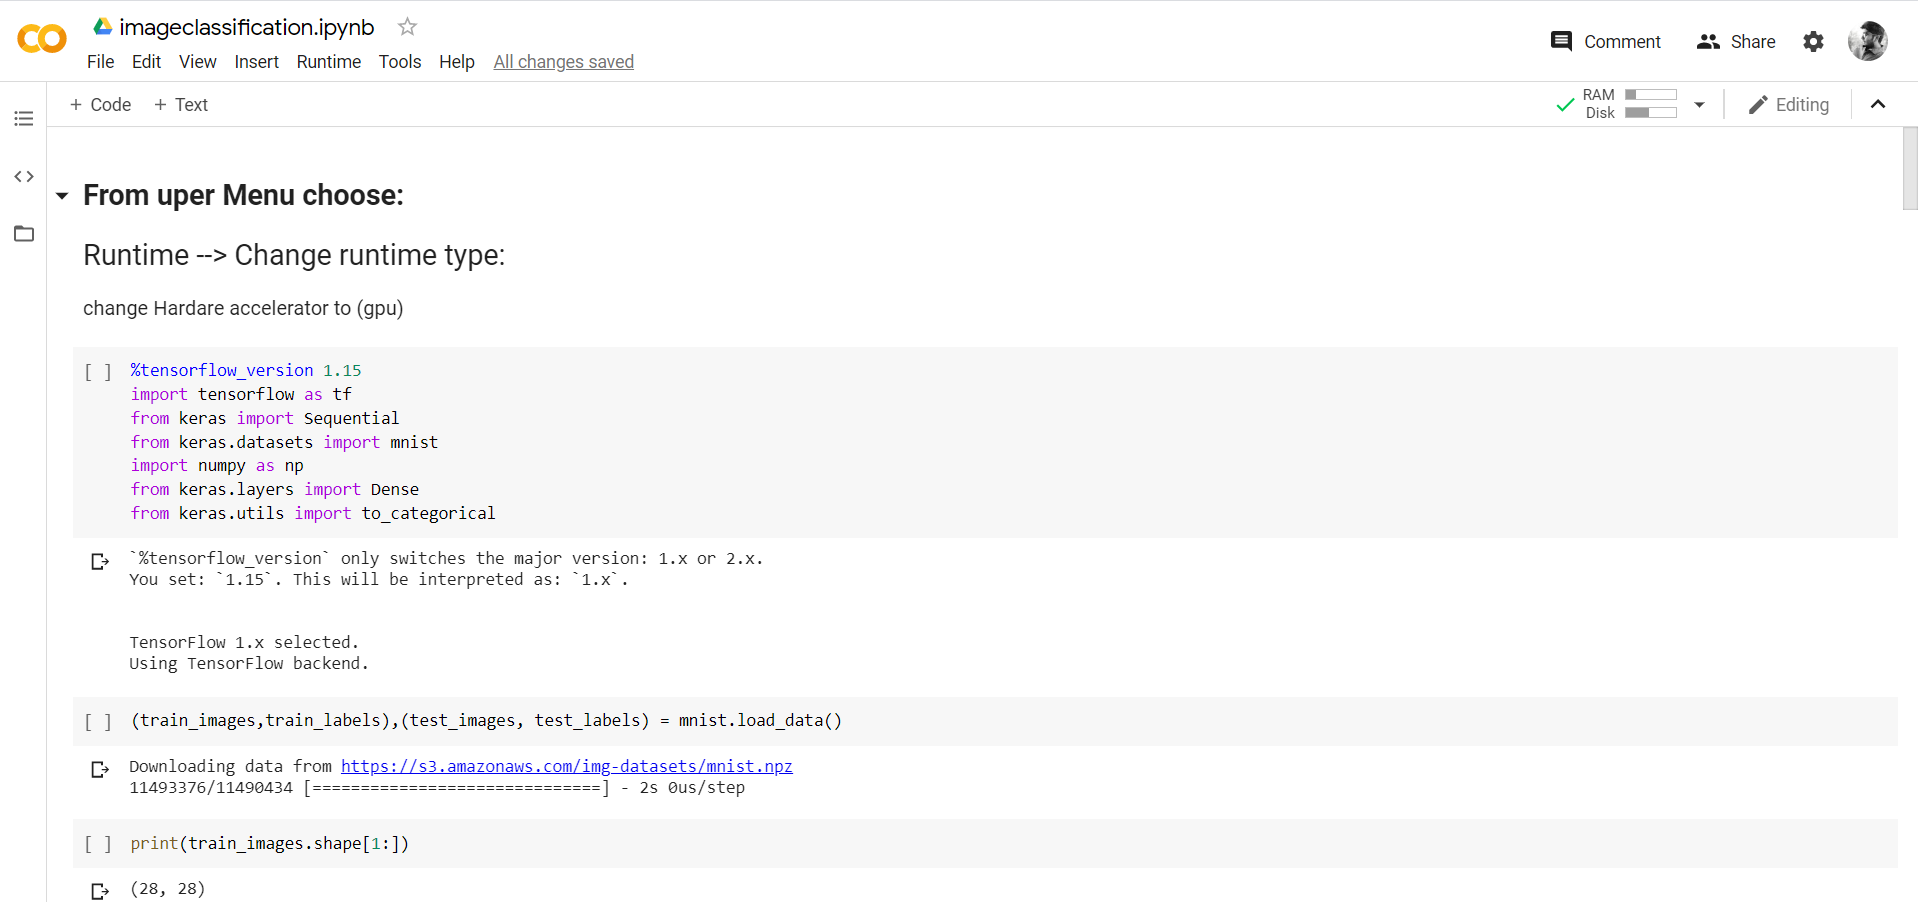 imageclassification.ipynb
File Edit View Insert Runtime Tools Help All changes saved
Comment Share
+ Code + Text
RAM
Disk
Editing
From uper Menu choose:
Runtime --> Change runtime type:
change Hardare accelerator to (gpu)
[ ] %tensorflow_version 1.15
import tensorflow as tf
from keras import Sequential
from keras.datasets import mnist
import numpy as np
from keras.layers import Dense
from keras.utils import to_categorical
`%tensorflow_version` only switches the major version: 1.x or 2.x.
You set: `1.15`. This will be interpreted as: `1.x`.
TensorFlow 1.x selected.
Using TensorFlow backend.
[ ] (train_images,train_labels),(test_images, test_labels) = mnist.load_data()
Downloading data from https://s3.amazonaws.com/img-datasets/mnist.npz
11493376/11490434 [==============================] - 2s 0us/step
[ ] print(train_images.shape[1:])
(28, 28)